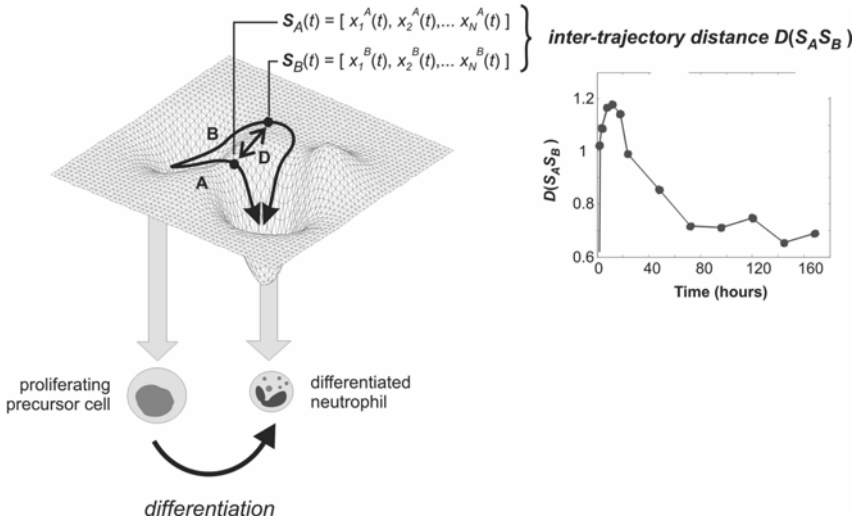 S_A(t) = [ x_1^A(t), x_2^A(t),... x_N^A(t) ]
S_B(t) = [ x_1^B(t), x_2^B(t),... x_N^B(t) ]
inter-trajectory distance D(S_A S_B )
B
D
A
D(S_A S_B )
1.2
1
0.8
0.6
0 40 80 120 160
Time (hours)
proliferating
precursor cell
differentiated
neutrophil
differentiation